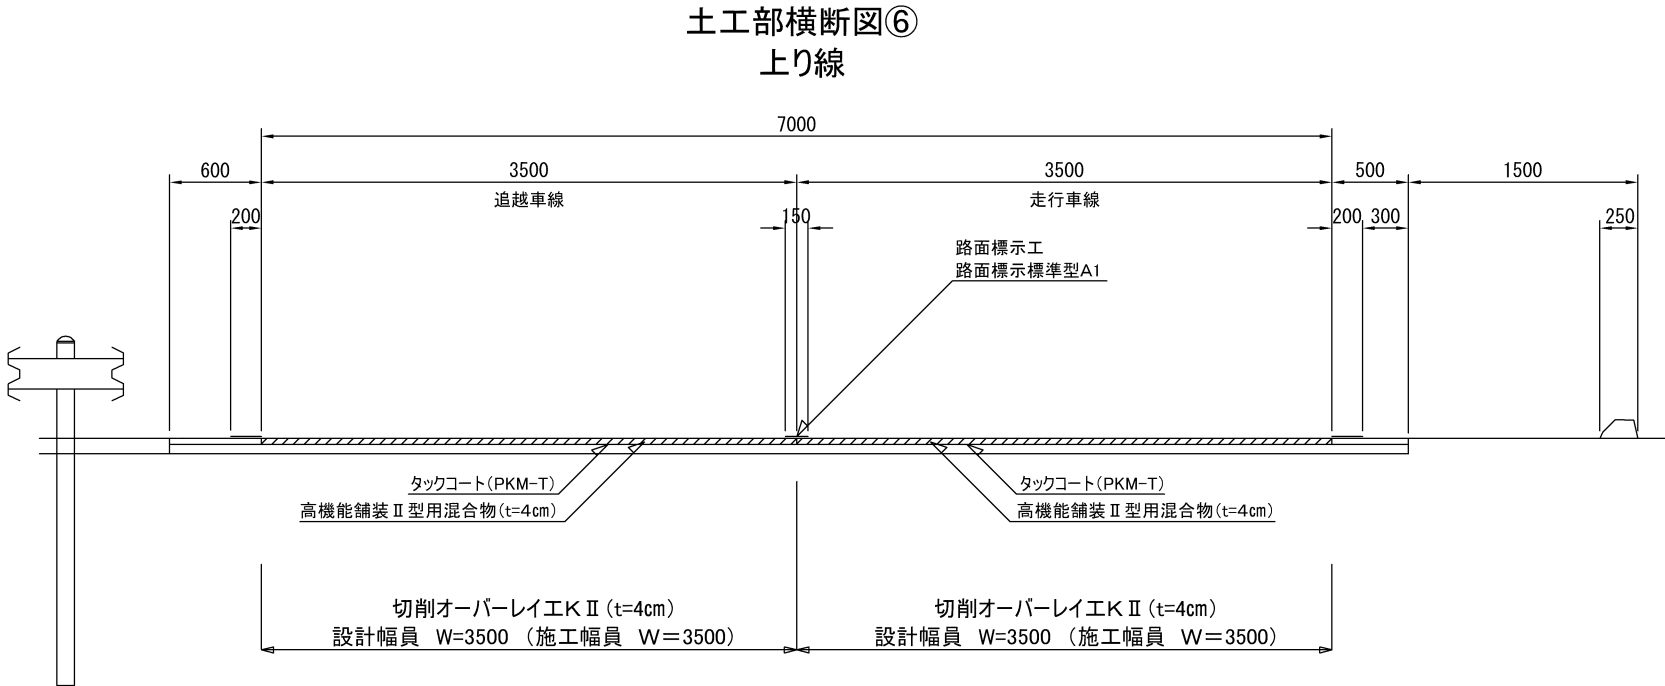 土工部横断図⑥
上り線
7000
600
3500
3500
500
1500
追越車線
走行車線
200
150
200
300
250
路面標示工
路面標示標準型A1
タックコート(PKM-T)
タックコート(PKM-T)
高機能舗装Ⅱ型用混合物(t=4cm)
高機能舗装Ⅱ型用混合物(t=4cm)
切削オーバーレイ工KⅡ(t=4cm)
切削オーバーレイ工KⅡ(t=4cm)
設計幅員 W=3500 (施工幅員 W=3500)
設計幅員 W=3500 (施工幅員 W=3500)